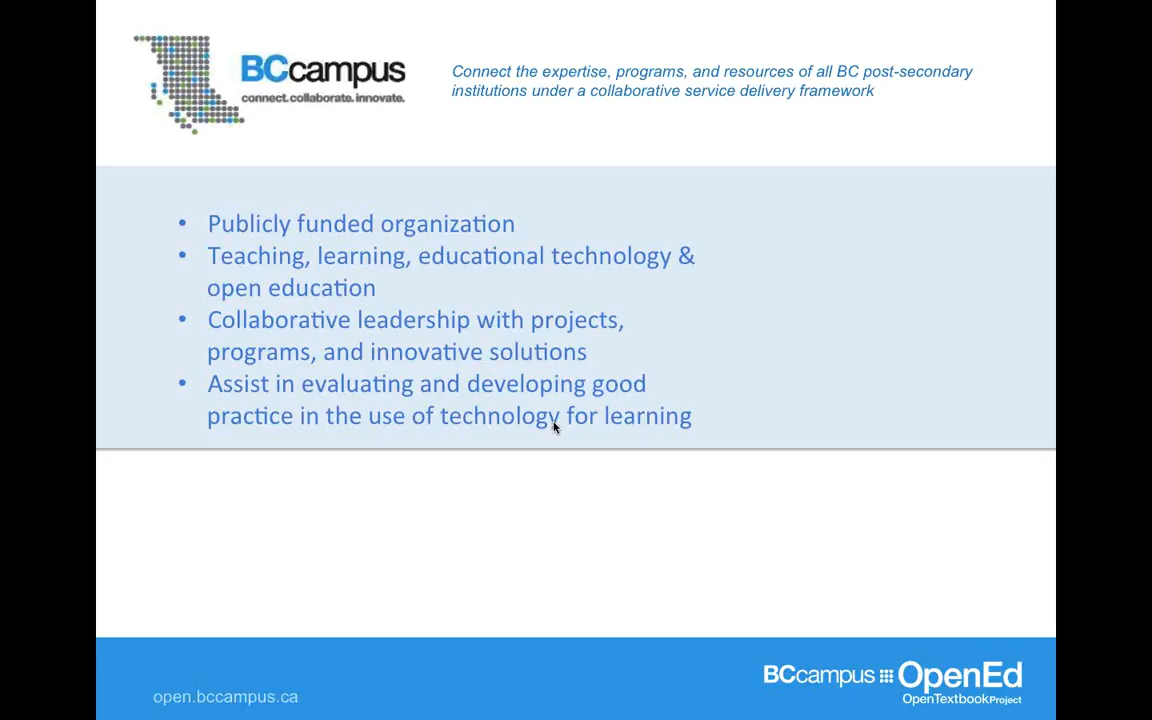 BCcampus
connect.collaborate.innovate.
Connect the expertise, programs, and resources of all BC post-secondary
institutions under a collaborative service delivery framework
• Publicly funded organization
• Teaching, learning, educational technology &
open education
• Collaborative leadership with projects,
programs, and innovative solutions
• Assist in evaluating and developing good
practice in the use of technology for learning
open.bccampus.ca
BCcampus OpenEd
OpenTextbookProject